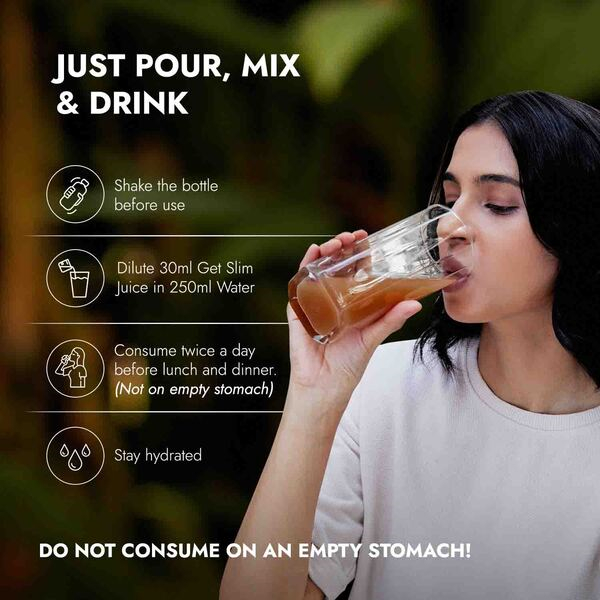 JUST POUR, MIX
& DRINK
Shake the bottle
before use
Dilute 30ml Get Slim
Juice in 250ml Water
Consume twice a day
before lunch and dinner.
(Not on empty stomach)
Stay hydrated
DO NOT CONSUME ON AN EMPTY STOMACH!